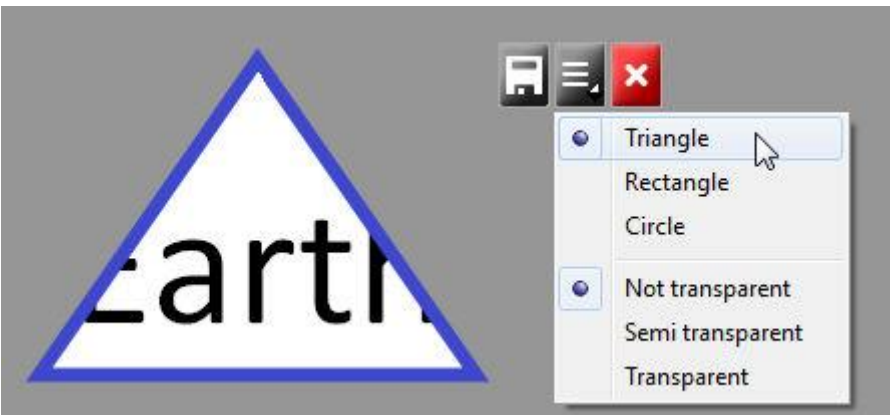 Earth
Triangle
Rectangle
Circle
Not transparent
Semi transparent
Transparent